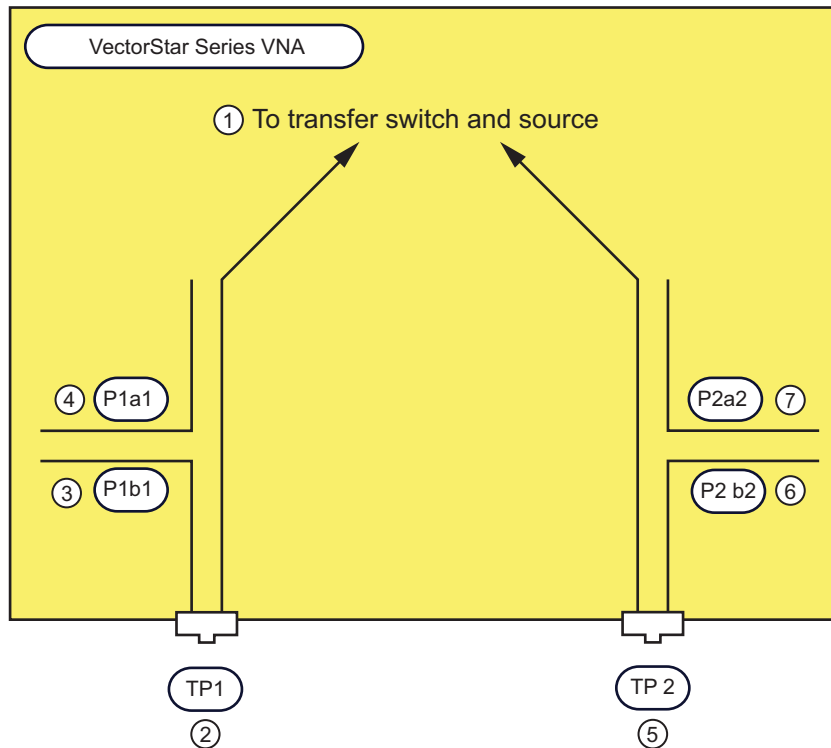 VectorStar Series VNA
1 To transfer switch and source
4 P1a1
P2a2 7
3 P1b1
P2 b2 6
TP1
TP 2
2
5